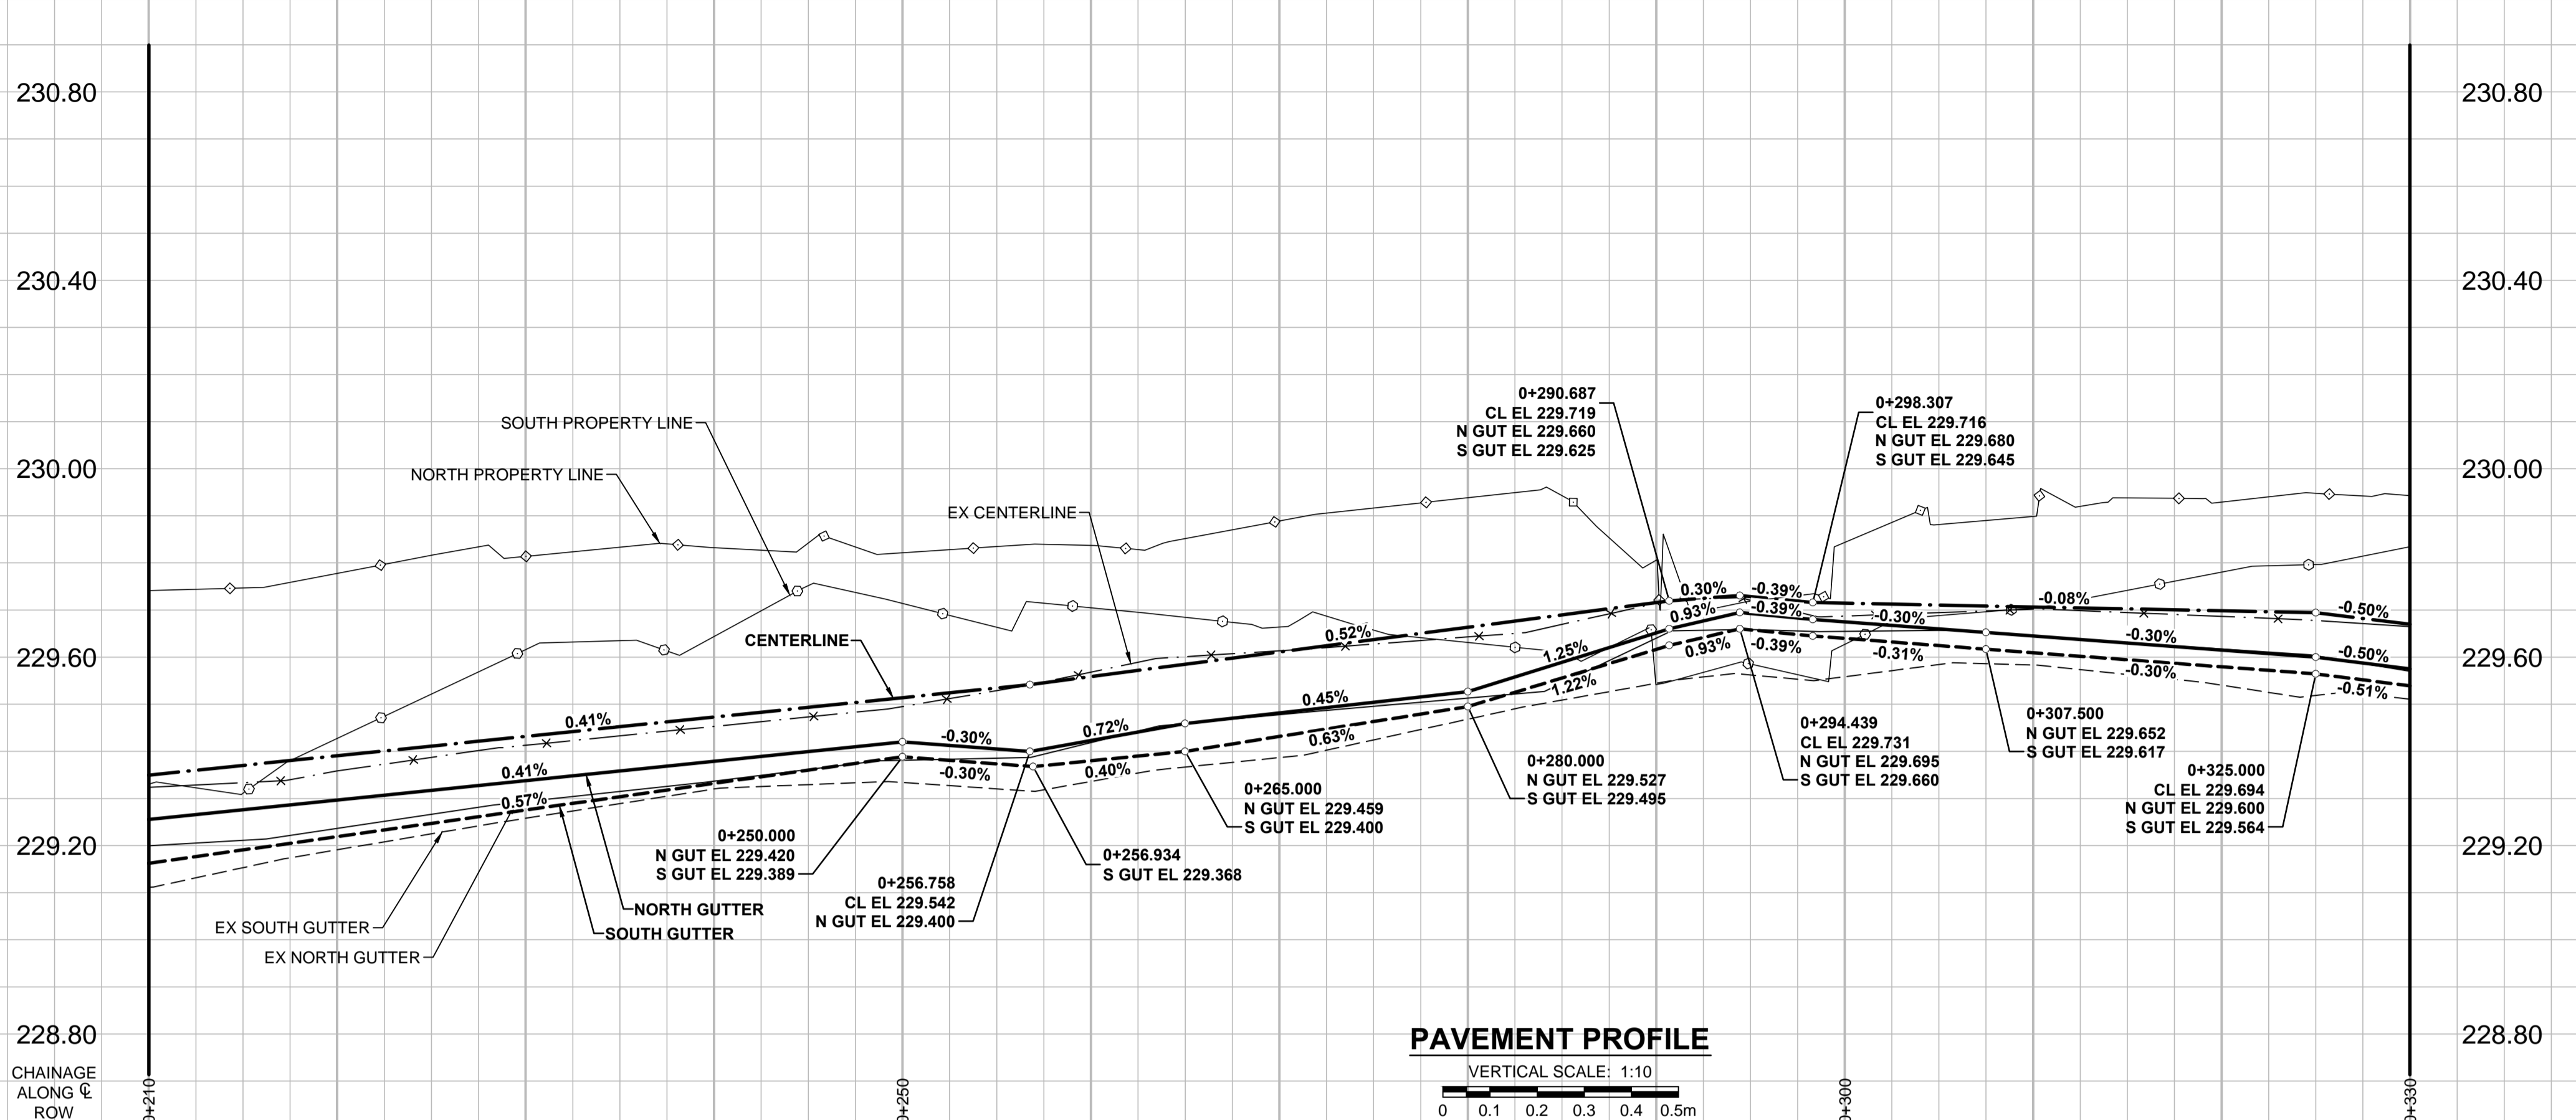 230.80
230.80
230.40
230.40
0+290.687
CL EL 229.719
N GUT EL 229.660
S GUT EL 229.625
0+298.307
CL EL 229.716
N GUT EL 229.680
S GUT EL 229.645
SOUTH PROPERTY LINE
NORTH PROPERTY LINE
230.00
230.00
EX CENTERLINE
CENTERLINE
229.60
229.60
0.41%
0.52%
0.30%
-0.39%
-0.08%
-0.50%
0.41%
-0.30%
0.72%
0.45%
1.25%
0.93%
-0.39%
-0.30%
-0.30%
-0.50%
0.57%
-0.30%
0.40%
0.63%
1.22%
0.93%
-0.39%
-0.31%
-0.30%
-0.51%
0+250.000
N GUT EL 229.420
S GUT EL 229.389
0+256.758
CL EL 229.542
N GUT EL 229.400
0+256.934
S GUT EL 229.368
0+265.000
N GUT EL 229.459
S GUT EL 229.400
0+280.000
N GUT EL 229.527
S GUT EL 229.495
0+294.439
CL EL 229.731
N GUT EL 229.695
S GUT EL 229.660
0+307.500
N GUT EL 229.652
S GUT EL 229.617
0+325.000
CL EL 229.694
N GUT EL 229.600
S GUT EL 229.564
229.20
229.20
NORTH GUTTER
SOUTH GUTTER
EX SOUTH GUTTER
EX NORTH GUTTER
228.80
228.80
PAVEMENT PROFILE
VERTICAL SCALE: 1:10
0 0.1 0.2 0.3 0.4 0.5m
CHAINAGE
ALONG ℄
ROW
0+210
0+250
0+300
0+330